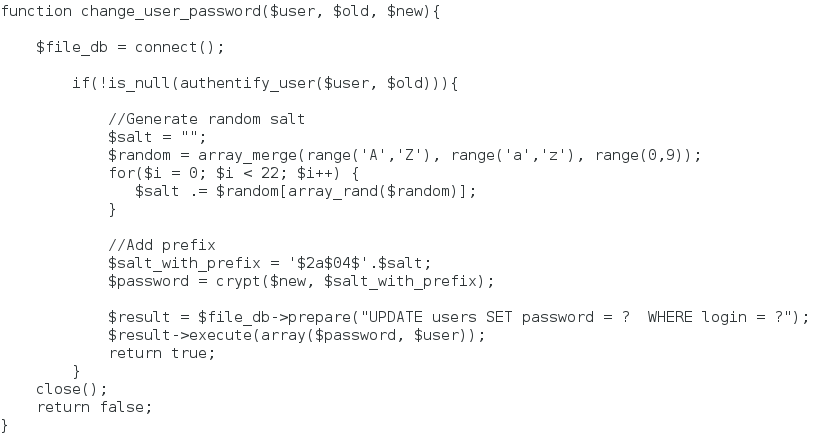 function change_user_password($user, $old, $new){
$file_db = connect();
if(!is_null(authentify_user($user, $old))){
//Generate random salt
$salt = "";
$random = array_merge(range('A','Z'), range('a','z'), range(0,9));
for($i = 0; $i < 22; $i++) {
$salt .= $random[array_rand($random)];
}
//Add prefix
$salt_with_prefix = '$2a$04$'.$salt;
$password = crypt($new, $salt_with_prefix);
$result = $file_db->prepare("UPDATE users SET password = ?  WHERE login = ?");
$result->execute(array($password, $user));
return true;
}
close();
return false;
}